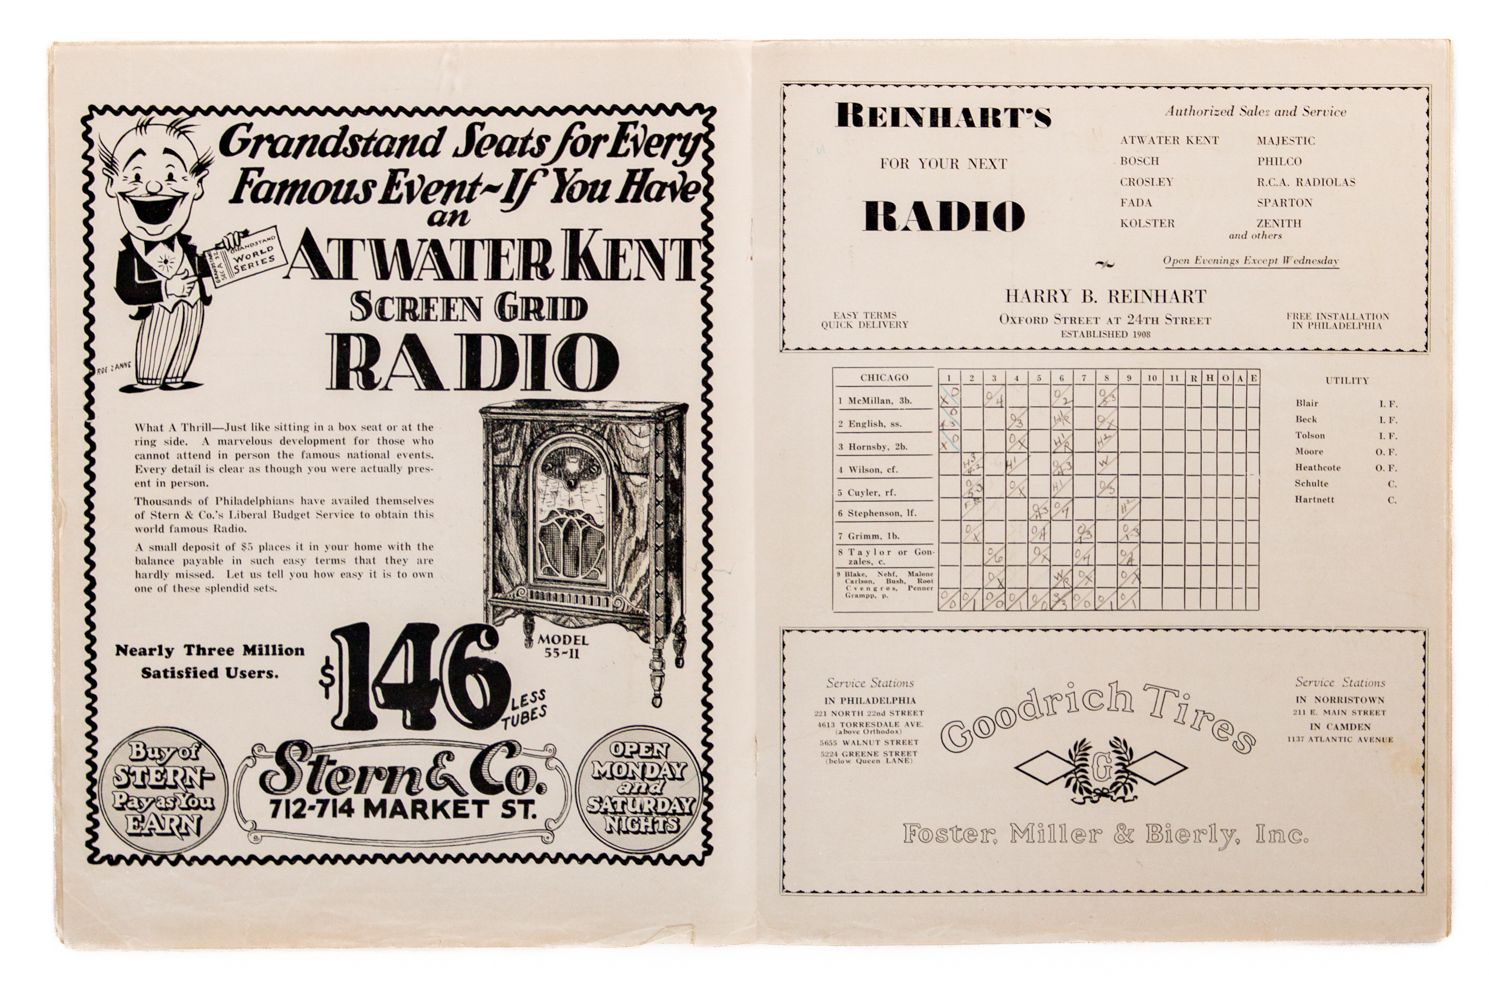 Grandstand Seats for Every
Famous Event~If You Have
an
ATWATER KENT
SCREEN GRID
RADIO
GRANDSTAND
WORLD
SERIES
What A Thrill—Just like sitting in a box seat or at the
ring side. A marvelous development for those who
cannot attend in person the famous national events.
Every detail is clear as though you were actually pres-
ent in person.
Thousands of Philadelphians have availed themselves
of Stern & Co.'s Liberal Budget Service to obtain this
world famous Radio.
A small deposit of $5 places it in your home with the
balance payable in such easy terms that they are
hardly missed. Let us tell you how easy it is to own
one of these splendid sets.
Nearly Three Million
Satisfied Users.
$146
LESS
TUBES
MODEL
55-11
Buy of
STERN-
Pay as You
EARN
Stern & Co.
712-714 MARKET ST.
OPEN
MONDAY
and
SATURDAY
NIGHTS
REINHART'S
FOR YOUR NEXT
RADIO
Authorized Sales and Service
ATWATER KENT MAJESTIC
BOSCH PHILCO
CROSLEY R.C.A. RADIOLAS
FADA SPARTON
KOLSTER ZENITH
and others
Open Evenings Except Wednesday
HARRY B. REINHART
OXFORD STREET AT 24TH STREET
ESTABLISHED 1908
EASY TERMS
QUICK DELIVERY
FREE INSTALLATION
IN PHILADELPHIA
CHICAGO 1 2 3 4 5 6 7 8 9 10 11 R H O A E
1 McMillan, 3b.
2 English, ss.
3 Hornsby, 2b.
4 Wilson, cf.
5 Cuyler, rf.
6 Stephenson, lf.
7 Grimm, 1b.
8 Taylor or Gon-
zales, c.
9 Blake, Nehf, Malone
Carlson, Bush, Root
Cvengros, Penner
Grampp, p.
UTILITY
Blair I. F.
Beck I. F.
Tolson I. F.
Moore O. F.
Heathcote O. F.
Schulte C.
Hartnett C.
Service Stations
IN PHILADELPHIA
221 NORTH 22nd STREET
4613 TORRESDALE AVE.
(above Orthodox)
5655 WALNUT STREET
5224 GREENE STREET
(below Queen LANE)
Goodrich Tires
G
Foster, Miller & Bierly, Inc.
Service Stations
IN NORRISTOWN
211 E. MAIN STREET
IN CAMDEN
1137 ATLANTIC AVENUE